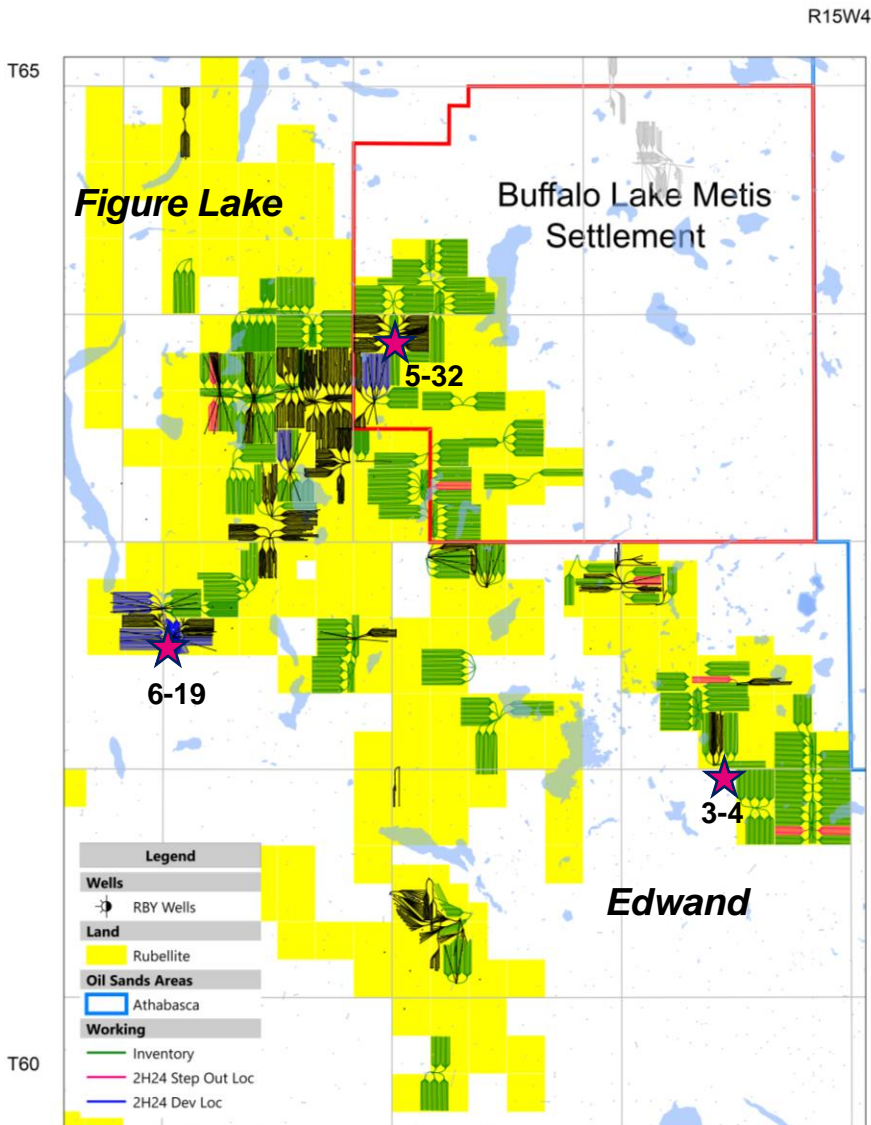 R15W4
T65
Figure Lake
Buffalo Lake Metis
Settlement
5-32
6-19
3-4
Edwand
Legend
Wells
RBY Wells
Land
Rubellite
Oil Sands Areas
Athabasca
Working
Inventory
2H24 Step Out Loc
2H24 Dev Loc
T60